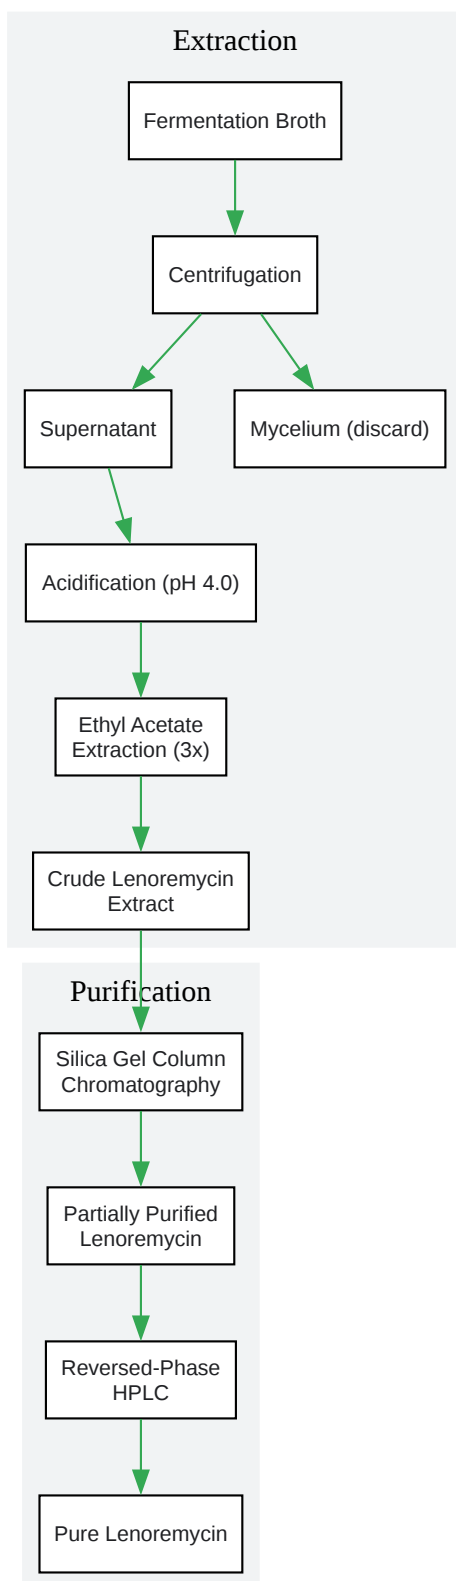 Extraction
Fermentation Broth
Centrifugation
Supernatant
Mycelium (discard)
Acidification (pH 4.0)
Ethyl Acetate
Extraction (3x)
Crude Lenoremycin
Extract
Purification
Silica Gel Column
Chromatography
Partially Purified
Lenoremycin
Reversed-Phase
HPLC
Pure Lenoremycin